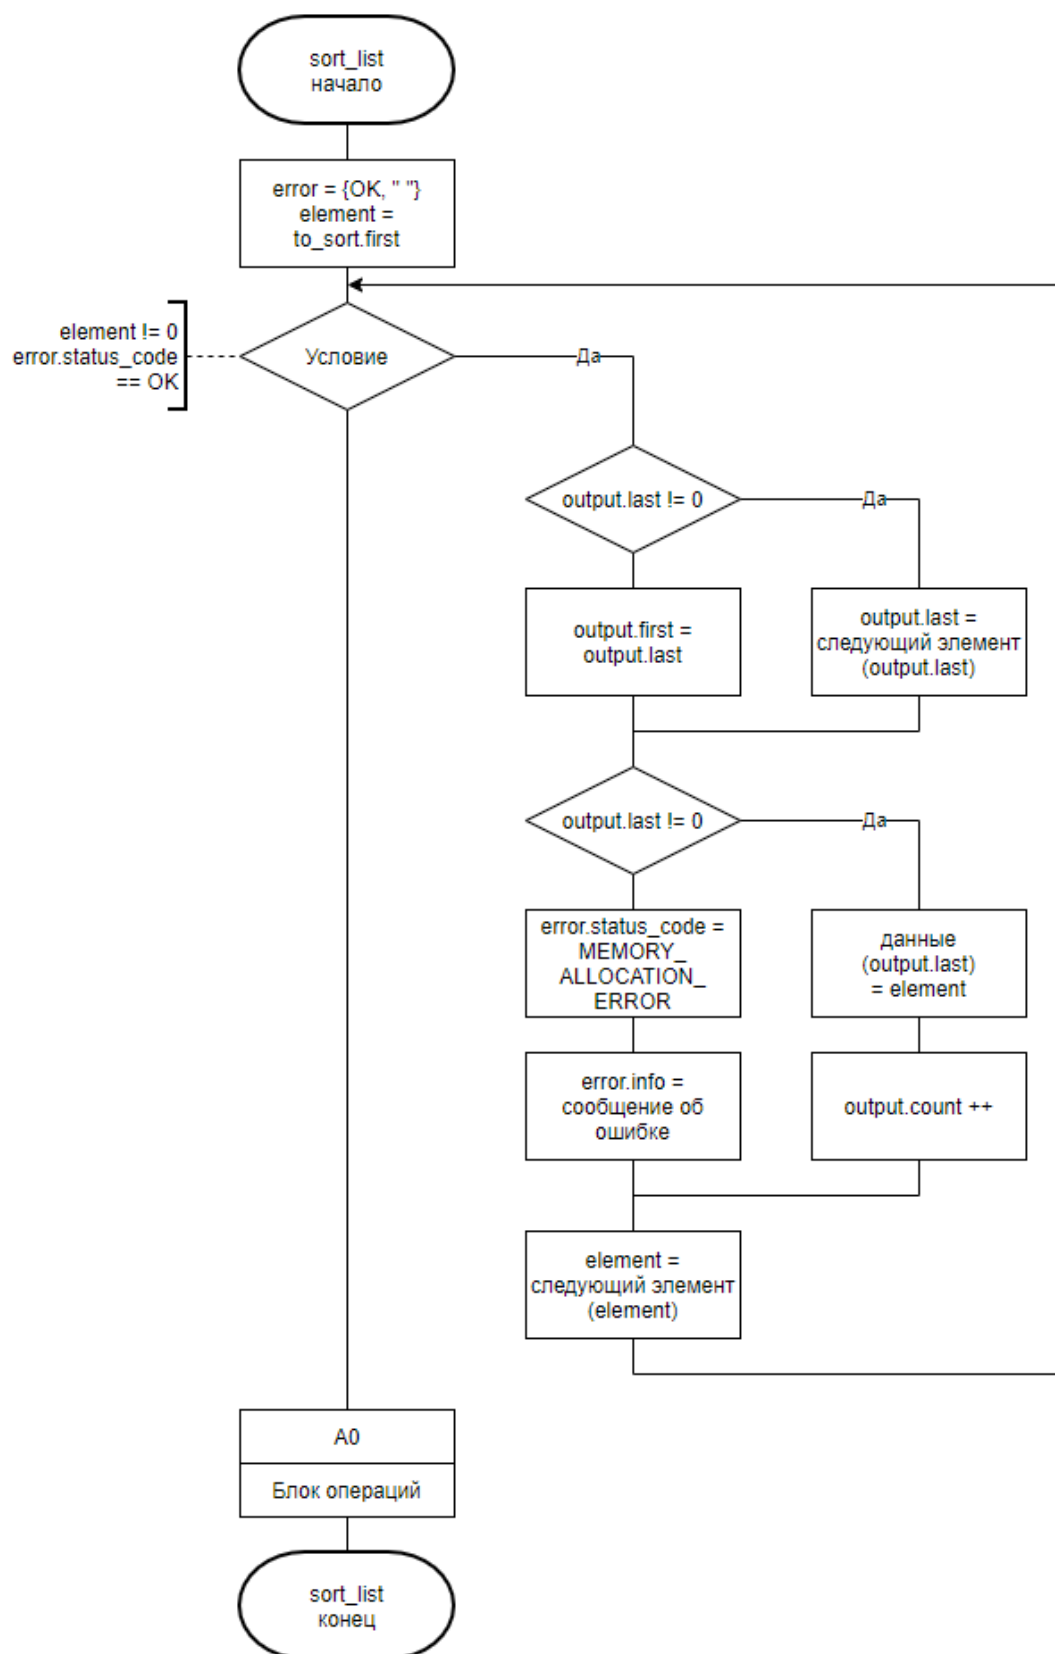 sort_list
начало
error = {OK, " "}
element =
to_sort.first
element != 0
error.status_code
== OK
Условие
Да
output.last != 0
Да
output.first =
output.last
output.last =
следующий элемент
(output.last)
output.last != 0
Да
error.status_code =
MEMORY_
ALLOCATION_
ERROR
данные
(output.last)
= element
error.info =
сообщение об
ошибке
output.count ++
element =
следующий элемент
(element)
A0
Блок операций
sort_list
конец